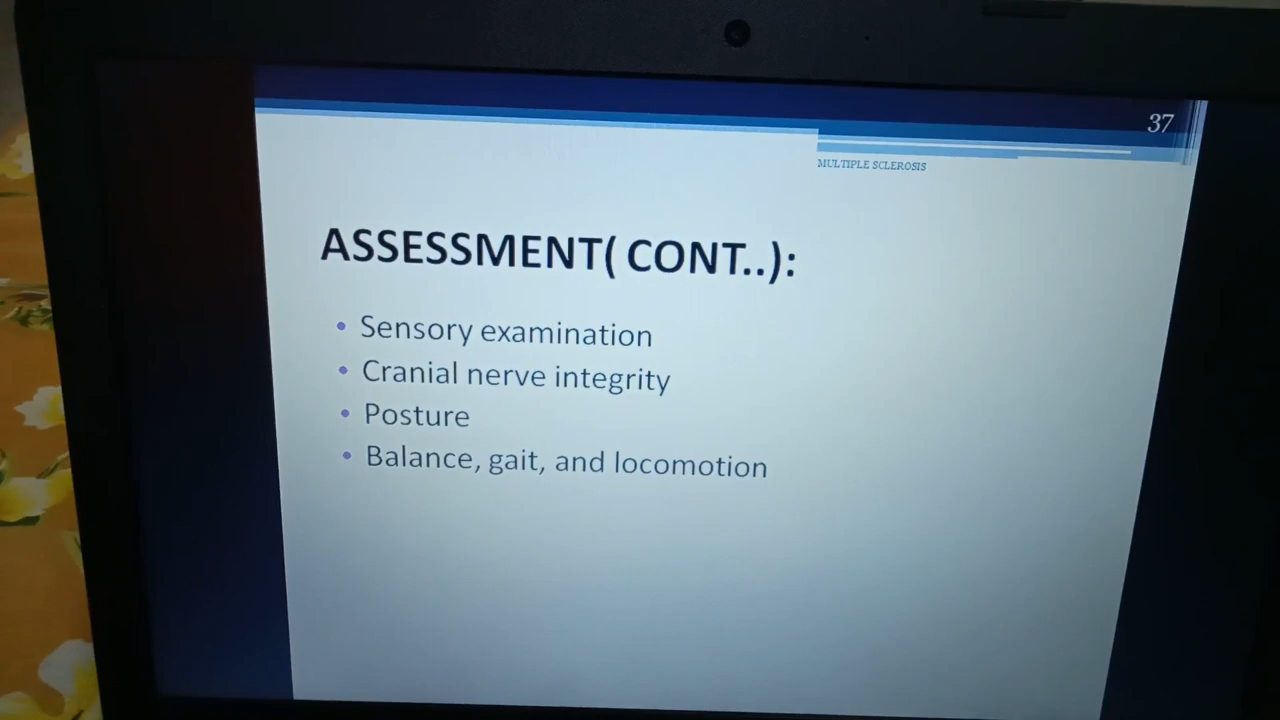 37
MULTIPLE SCLEROSIS
ASSESSMENT( CONT..):
• Sensory examination
• Cranial nerve integrity
• Posture
• Balance, gait, and locomotion